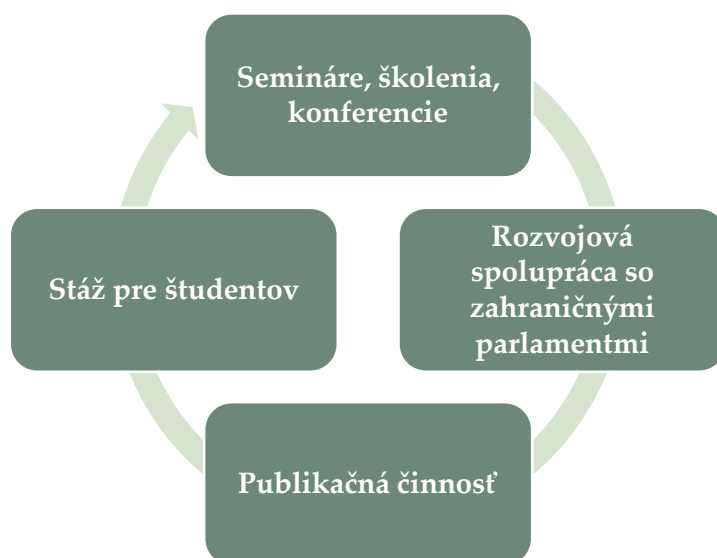 Semináre, školenia,
konferencie
Rozvojová
spolupráca so
zahraničnými
parlamentmi
Stáž pre študentov
Publikačná činnosť